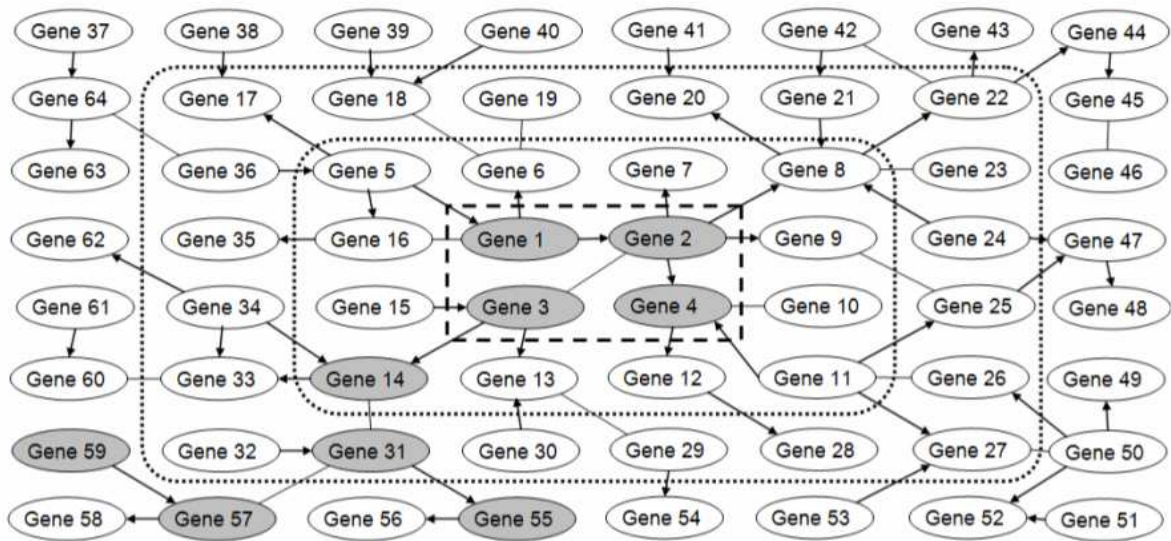 Gene 37 Gene 38 Gene 39 Gene 40 Gene 41 Gene 42 Gene 43 Gene 44
Gene 64 Gene 17 Gene 18 Gene 19 Gene 20 Gene 21 Gene 22 Gene 45
Gene 63 Gene 36 Gene 5 Gene 6 Gene 7 Gene 8 Gene 23 Gene 46
Gene 62 Gene 35 Gene 16 Gene 1 Gene 2 Gene 9 Gene 24 Gene 47
Gene 61 Gene 34 Gene 15 Gene 3 Gene 4 Gene 10 Gene 25 Gene 48
Gene 60 Gene 33 Gene 14 Gene 13 Gene 12 Gene 11 Gene 26 Gene 49
Gene 59 Gene 32 Gene 31 Gene 30 Gene 29 Gene 28 Gene 27 Gene 50
Gene 58 Gene 57 Gene 56 Gene 55 Gene 54 Gene 53 Gene 52 Gene 51